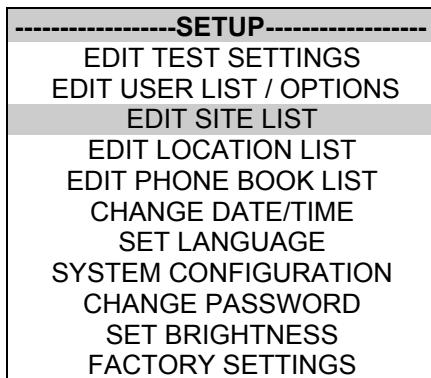 ------------------SETUP------------------
EDIT TEST SETTINGS
EDIT USER LIST / OPTIONS
EDIT SITE LIST
EDIT LOCATION LIST
EDIT PHONE BOOK LIST
CHANGE DATE/TIME
SET LANGUAGE
SYSTEM CONFIGURATION
CHANGE PASSWORD
SET BRIGHTNESS
FACTORY SETTINGS